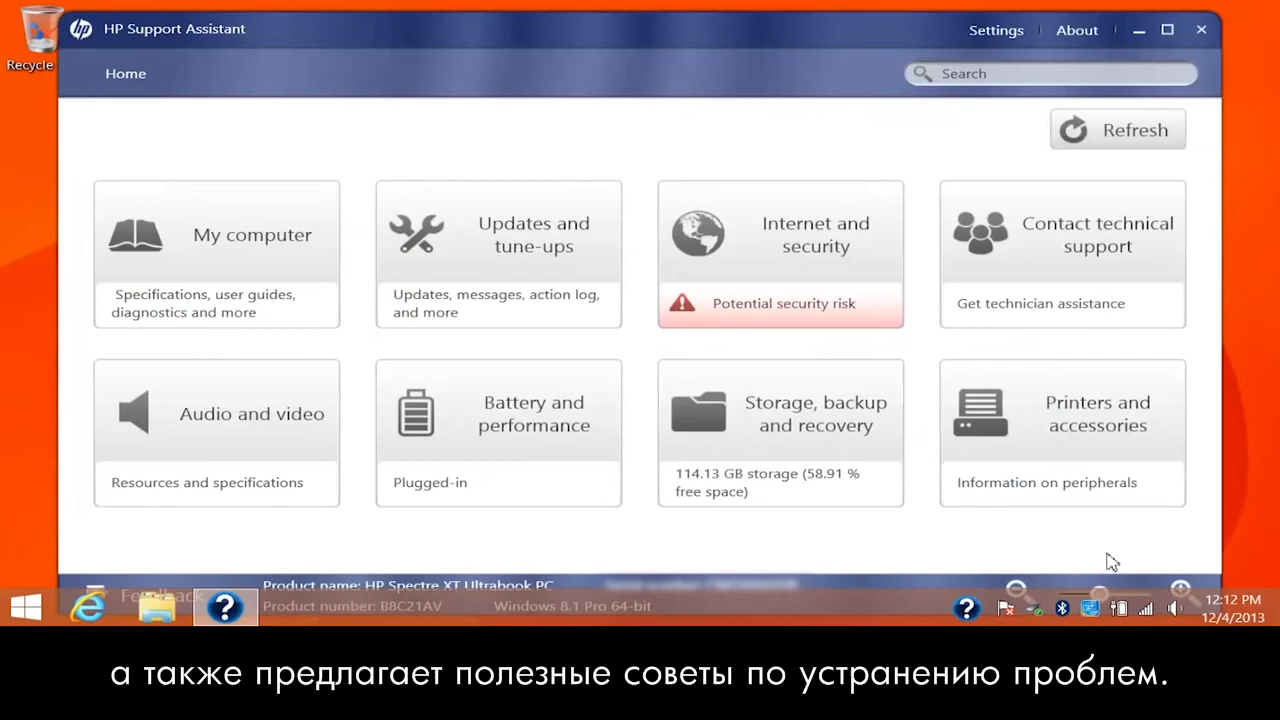 Recycle
hp
HP Support Assistant
Settings
About
Home
Search
Refresh
My computer
Specifications, user guides,
diagnostics and more
Updates and
tune-ups
Updates, messages, action log,
and more
Internet and
security
Potential security risk
Contact technical
support
Get technician assistance
Audio and video
Resources and specifications
Battery and
performance
Plugged-in
Storage, backup
and recovery
114.13 GB storage (58.91 %
free space)
Printers and
accessories
Information on peripherals
Feedback
Product name: HP Spectre XT Ultrabook PC
Product number: B8C21AV
Windows 8.1 Pro 64-bit
12:12 PM
12/4/2013
а также предлагает полезные советы по устранению проблем.